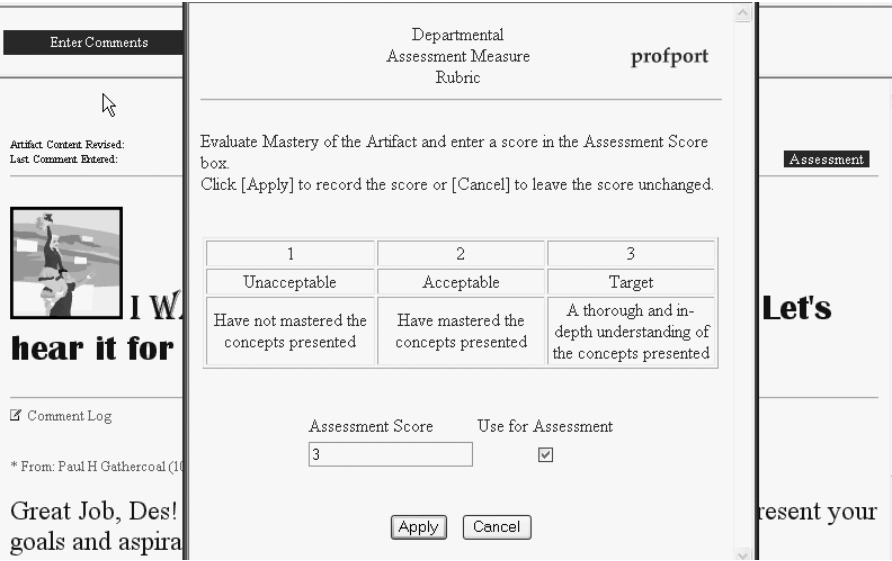 Enter Comments
Departmental
Assessment Measure
Rubric
profport
Artifact Content Revised:
Last Comment Entered:
Assessment
Evaluate Mastery of the Artifact and enter a score in the Assessment Score
box.
Click [Apply] to record the score or [Cancel] to leave the score unchanged.
1 2 3
Unacceptable Acceptable Target
Have not mastered the
concepts presented
Have mastered the
concepts presented
A thorough and in-
depth understanding of
the concepts presented
I Let's
hear it for
Comment Log
Assessment Score Use for Assessment
3
* From: Paul H Gathercoal
Great Job, Des! resent your
goals and aspira
Apply Cancel